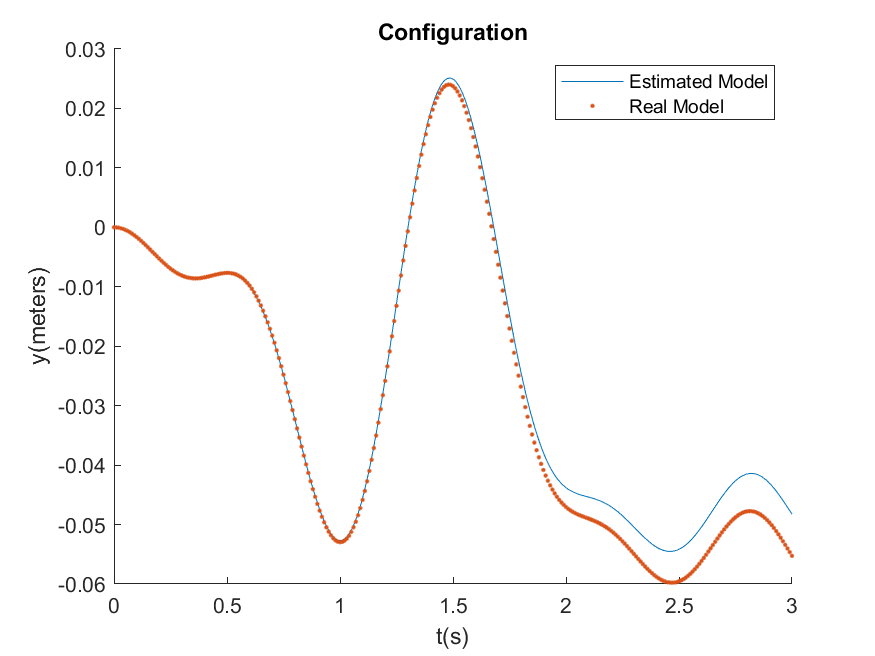 Configuration
0.03
Estimated Model
Real Model
0.02
0.01
0
-0.01
-0.02
-0.03
-0.04
-0.05
-0.06
y(meters)
0 0.5 1 1.5 2 2.5 3
t(s)